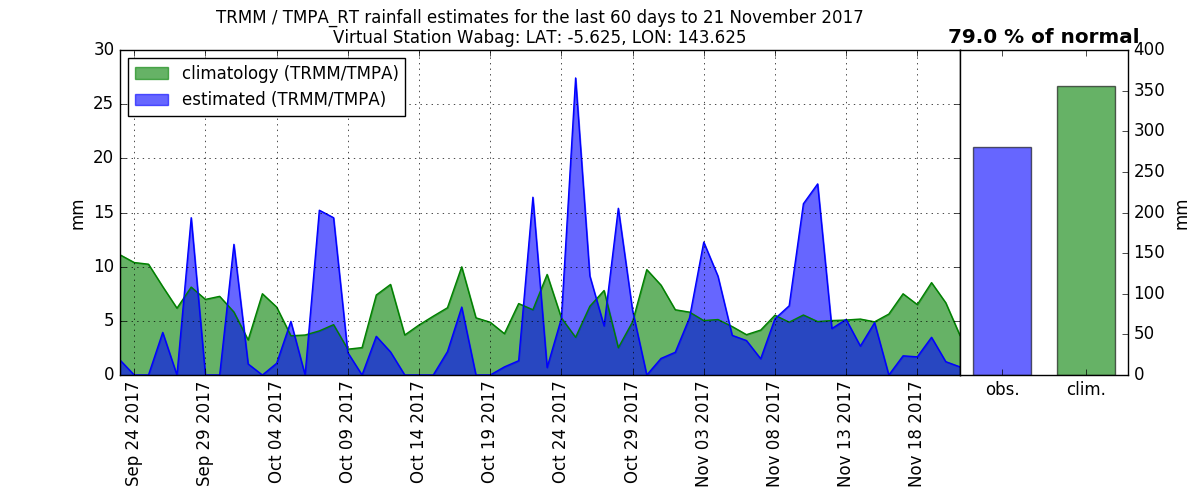 TRMM / TMPA_RT rainfall estimates for the last 60 days to 21 November 2017
Virtual Station Wabag: LAT: -5.625, LON: 143.625
79.0 % of normal
climatology (TRMM/TMPA)
estimated (TRMM/TMPA)
30
25
20
15
10
5
0
mm
Sep 24 2017
Sep 29 2017
Oct 04 2017
Oct 09 2017
Oct 14 2017
Oct 19 2017
Oct 24 2017
Oct 29 2017
Nov 03 2017
Nov 08 2017
Nov 13 2017
Nov 18 2017
obs.
clim.
400
350
300
250
200
150
100
50
0
mm